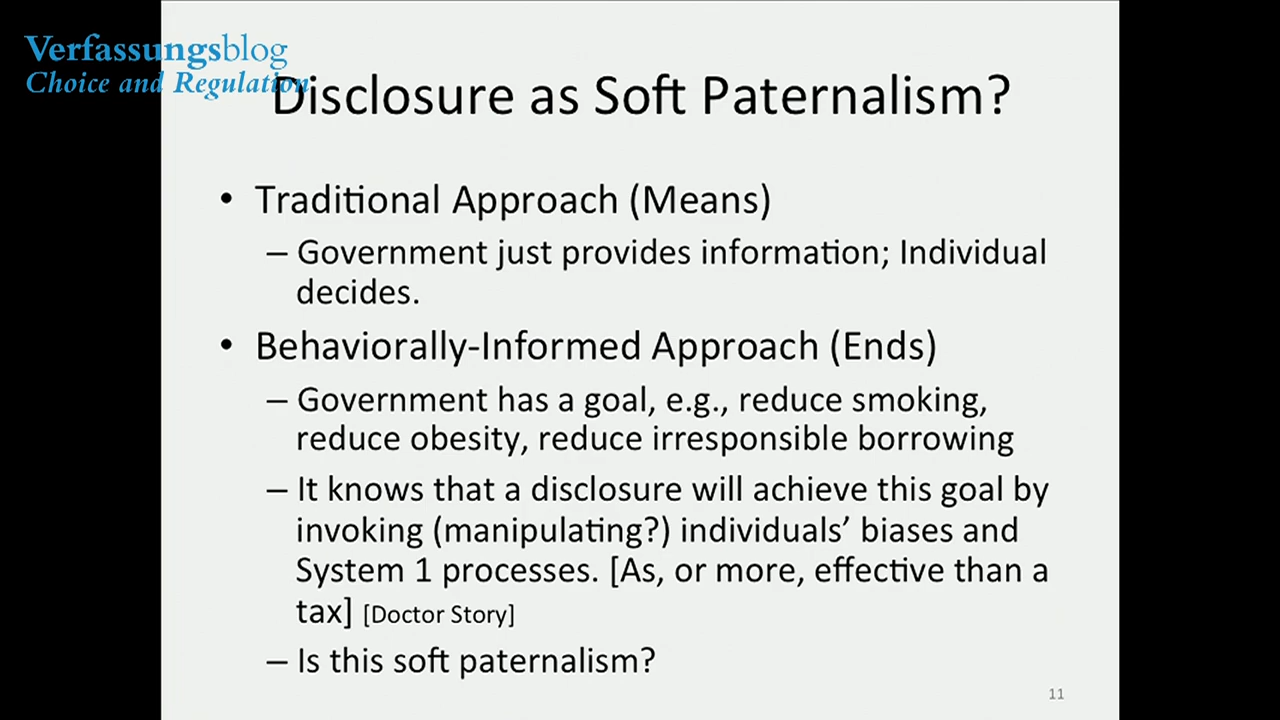 Verfassungsblog
Choice and Regulation
Disclosure as Soft Paternalism?
• Traditional Approach (Means)
– Government just provides information; Individual
decides.
• Behaviorally-Informed Approach (Ends)
– Government has a goal, e.g., reduce smoking,
reduce obesity, reduce irresponsible borrowing
– It knows that a disclosure will achieve this goal by
invoking (manipulating?) individuals’ biases and
System 1 processes. [As, or more, effective than a
tax] [Doctor Story]
– Is this soft paternalism?
11